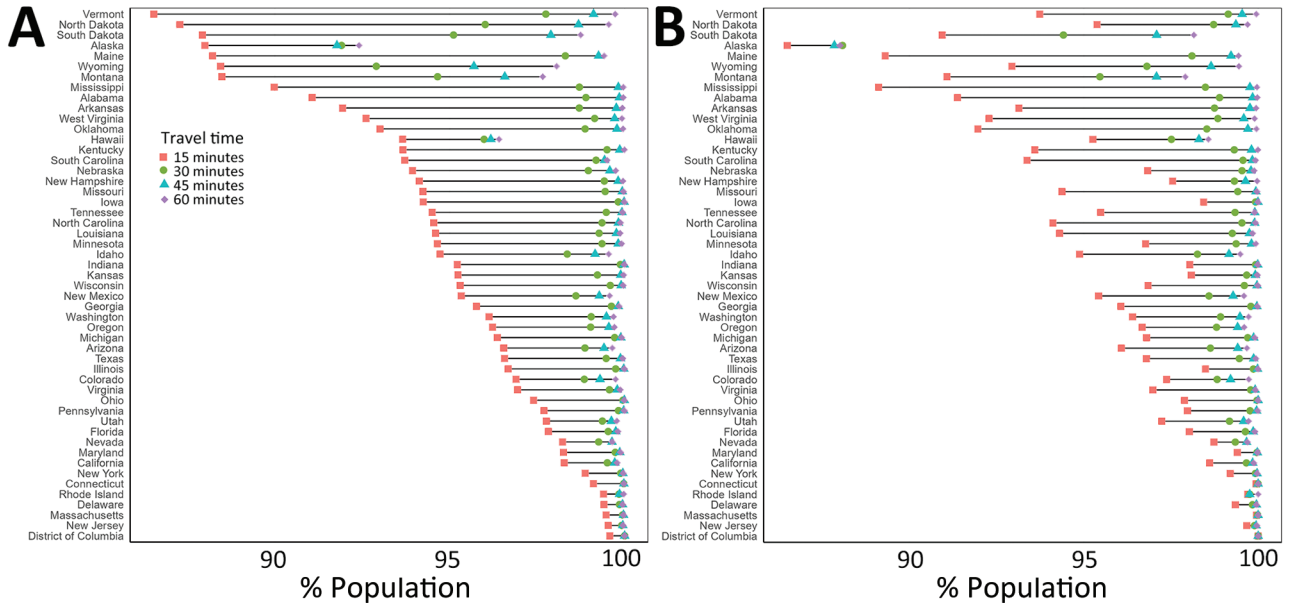 A
Vermont
North Dakota
South Dakota
Alaska
Maine
Wyoming
Montana
Mississippi
Alabama
Arkansas
West Virginia
Oklahoma
Hawaii
Kentucky
South Carolina
Nebraska
New Hampshire
Missouri
Iowa
Tennessee
North Carolina
Louisiana
Minnesota
Idaho
Indiana
Kansas
Wisconsin
New Mexico
Georgia
Washington
Oregon
Michigan
Arizona
Texas
Illinois
Colorado
Virginia
Ohio
Pennsylvania
Utah
Florida
Nevada
Maryland
California
New York
Connecticut
Rhode Island
Delaware
Massachusetts
New Jersey
District of Columbia
Travel time
15 minutes
30 minutes
45 minutes
60 minutes
90 95 100
% Population
B
Vermont
North Dakota
South Dakota
Alaska
Maine
Wyoming
Montana
Mississippi
Alabama
Arkansas
West Virginia
Oklahoma
Hawaii
Kentucky
South Carolina
Nebraska
New Hampshire
Missouri
Iowa
Tennessee
North Carolina
Louisiana
Minnesota
Idaho
Indiana
Kansas
Wisconsin
New Mexico
Georgia
Washington
Oregon
Michigan
Arizona
Texas
Illinois
Colorado
Virginia
Ohio
Pennsylvania
Utah
Florida
Nevada
Maryland
California
New York
Connecticut
Rhode Island
Delaware
Massachusetts
New Jersey
District of Columbia
90 95 100
% Population